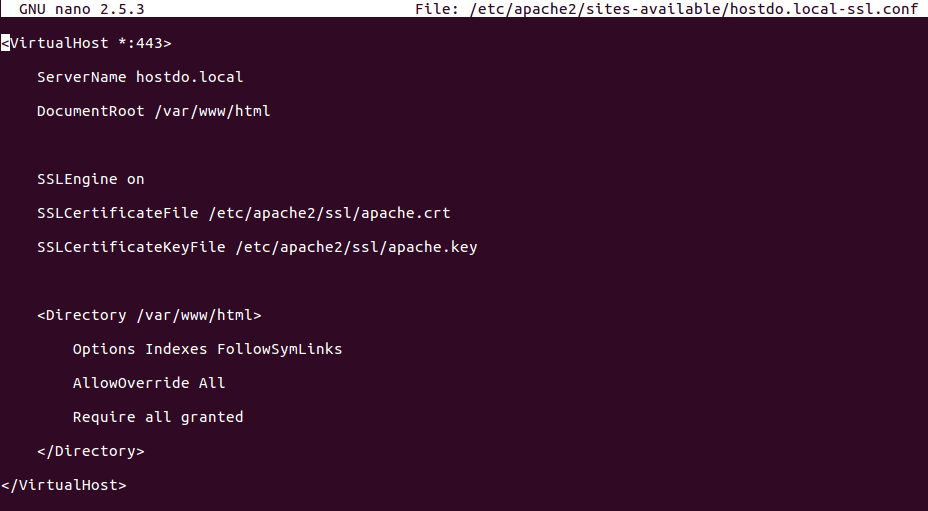 GNU nano 2.5.3 File: /etc/apache2/sites-available/hostdo.local-ssl.conf
<VirtualHost *:443>
ServerName hostdo.local
DocumentRoot /var/www/html
SSLEngine on
SSLCertificateFile /etc/apache2/ssl/apache.crt
SSLCertificateKeyFile /etc/apache2/ssl/apache.key
<Directory /var/www/html>
Options Indexes FollowSymLinks
AllowOverride All
Require all granted
</Directory>
</VirtualHost>